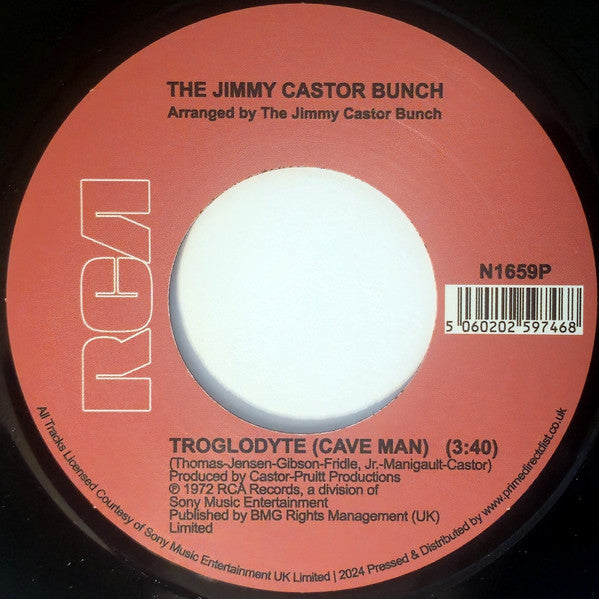 THE JIMMY CASTOR BUNCH
Arranged by The Jimmy Castor Bunch
RCA
N1659P
5 060202 597468
TROGLODYTE (CAVE MAN) (3:40)
(Thomas-Jensen-Gibson-Fridle, Jr.-Manigault-Castor)
Produced by Castor-Pruitt Productions
℗ 1972 RCA Records, a division of
Sony Music Entertainment
Published by BMG Rights Management (UK)
Limited
All Tracks Licensed Courtesy of Sony Music Entertainment UK Limited | 2024 Pressed & Distributed by www.primedirectdist.co.uk